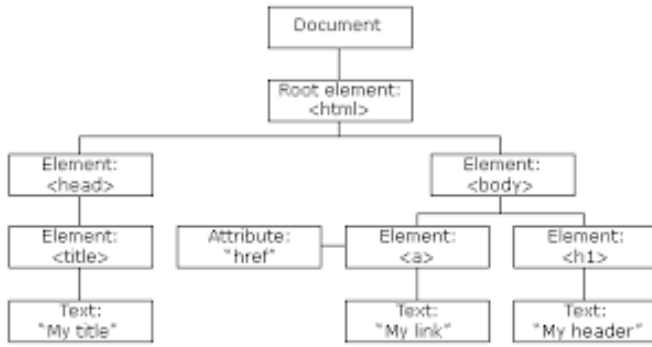 Document
Root element:
<html>
Element:
<head>
Element:
<body>
Element:
<title>
Attribute:
"href"
Element:
<a>
Element:
<h1>
Text:
"My title"
Text:
"My link"
Text:
"My header"